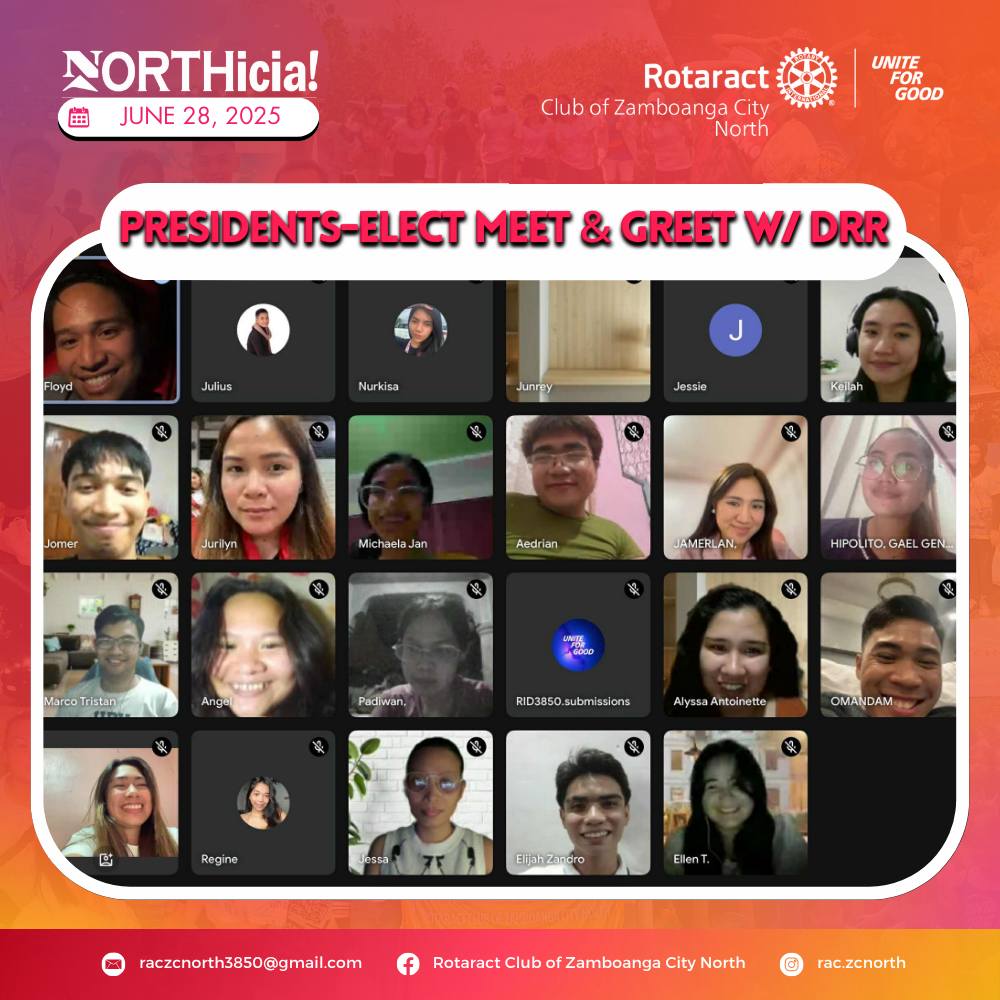 NORTHicia!
JUNE 28, 2025
Rotaract
Club of Zamboanga City
North
UNITE
FOR
GOOD
PRESIDENTS-ELECT MEET & GREET W/ DRR
Floyd
Julius
Nurkisa
Junrey
J
Jessie
Keilah
Jomer
Jurilyn
Michaela Jan
Aedrian
JAMERLAN,
HIPOLITO, GAEL GEN...
Marco Tristan
Angel
Padiwan,
UNITE
FOR
GOOD
RID3850.submissions
Alyssa Antoinette
OMANDAM
Regine
Jessa
Elijah Zandro
Ellen T.
raczcnorth3850@gmail.com
Rotaract Club of Zamboanga City North
rac.zcnorth